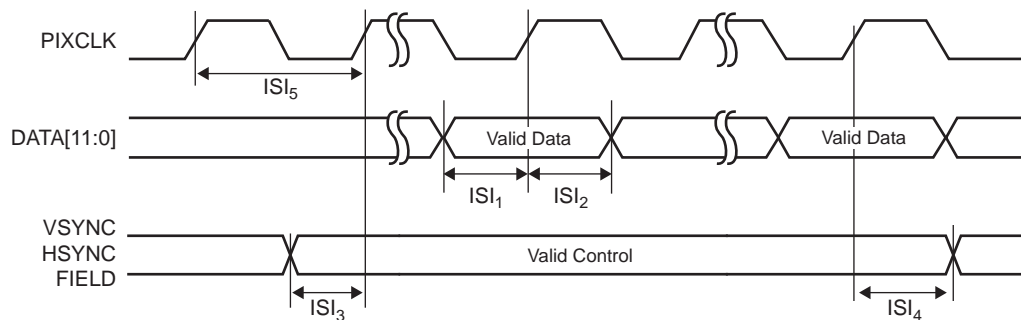 PIXCLK
ISI5
DATA[11:0]
Valid Data
Valid Data
ISI1
ISI2
VSYNC
HSYNC
FIELD
Valid Control
ISI3
ISI4